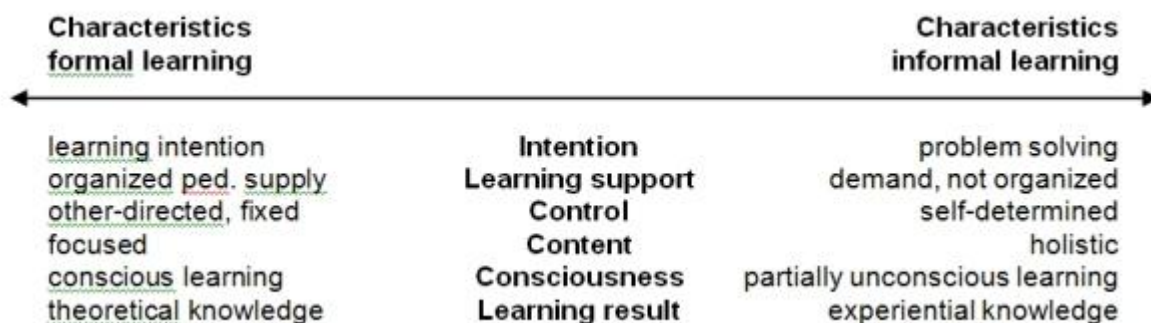 Characteristics formal learning
Characteristics informal learning
learning intention Intention problem solving
organized ped. supply Learning support demand, not organized
other-directed, fixed Control self-determined
focused Content holistic
conscious learning Consciousness partially unconscious learning
theoretical knowledge Learning result experiential knowledge